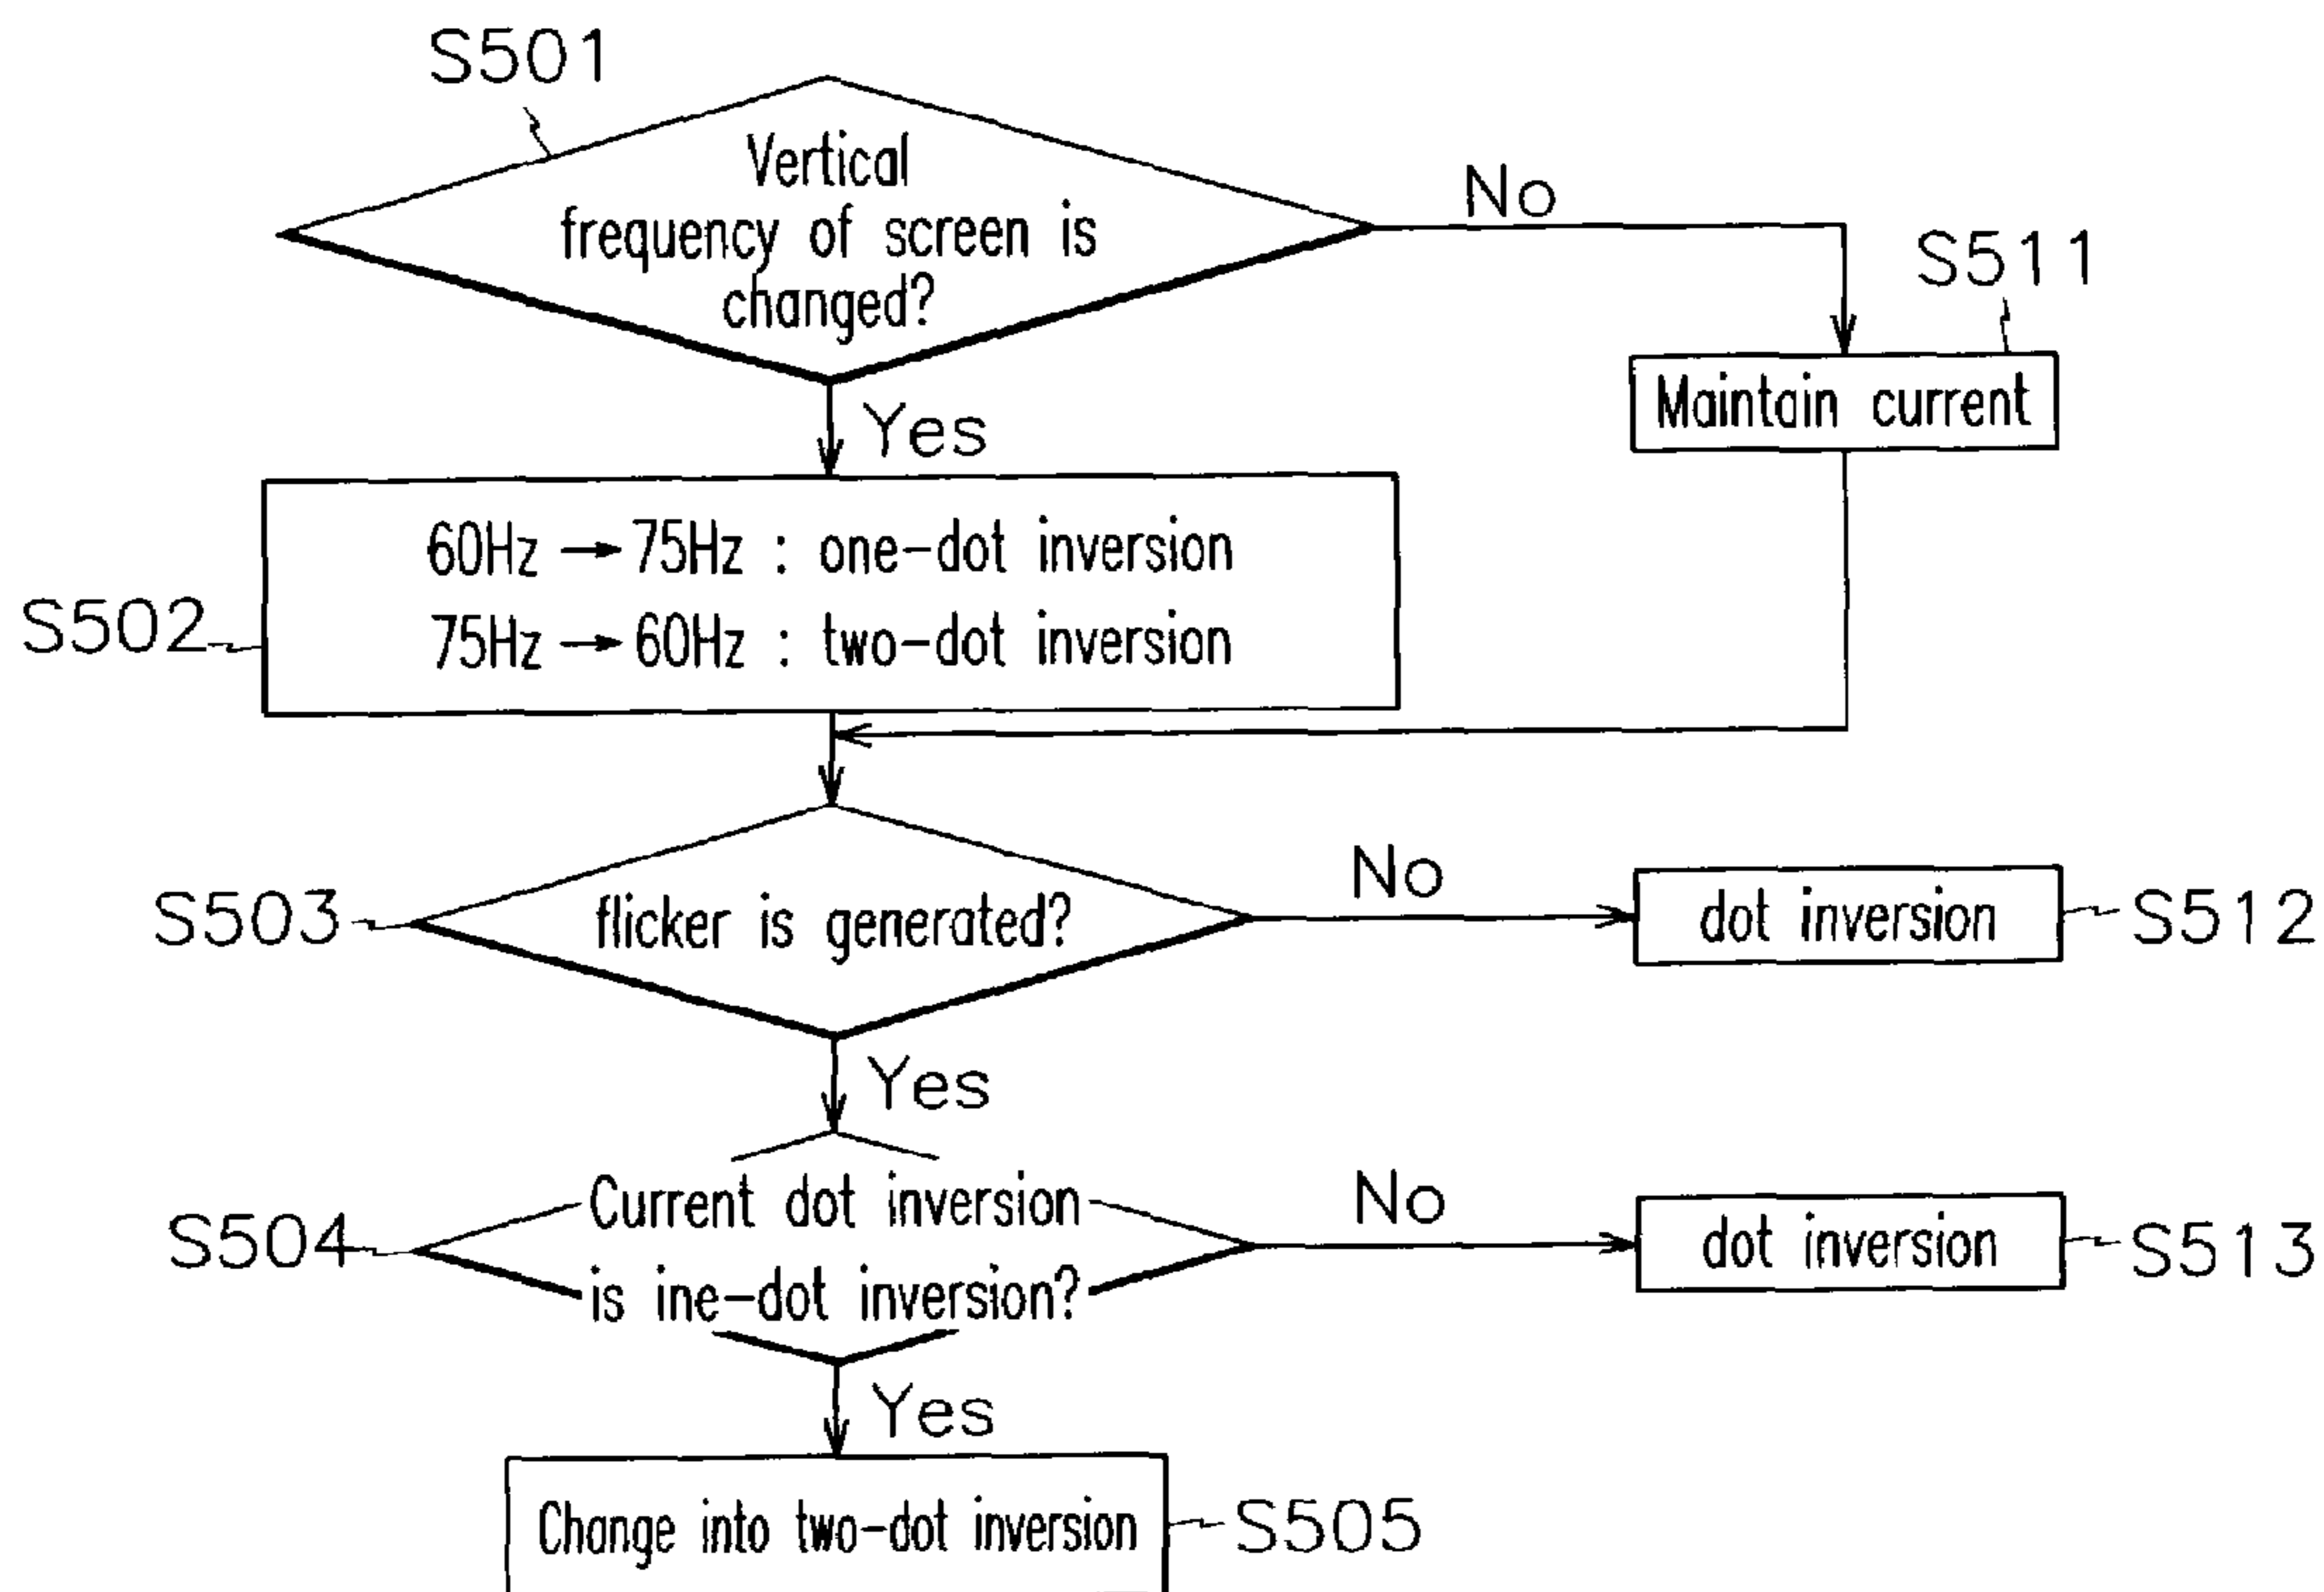 S501
Vertical
frequency of screen is
changed?
No
S511
Maintain current
Yes
S502
60Hz → 75Hz : one-dot inversion
75Hz → 60Hz : two-dot inversion
S503
flicker is generated?
No
dot inversion
S512
Yes
S504
Current dot inversion
is ine-dot inversion?
No
dot inversion
S513
Yes
Change into two-dot inversion
S505